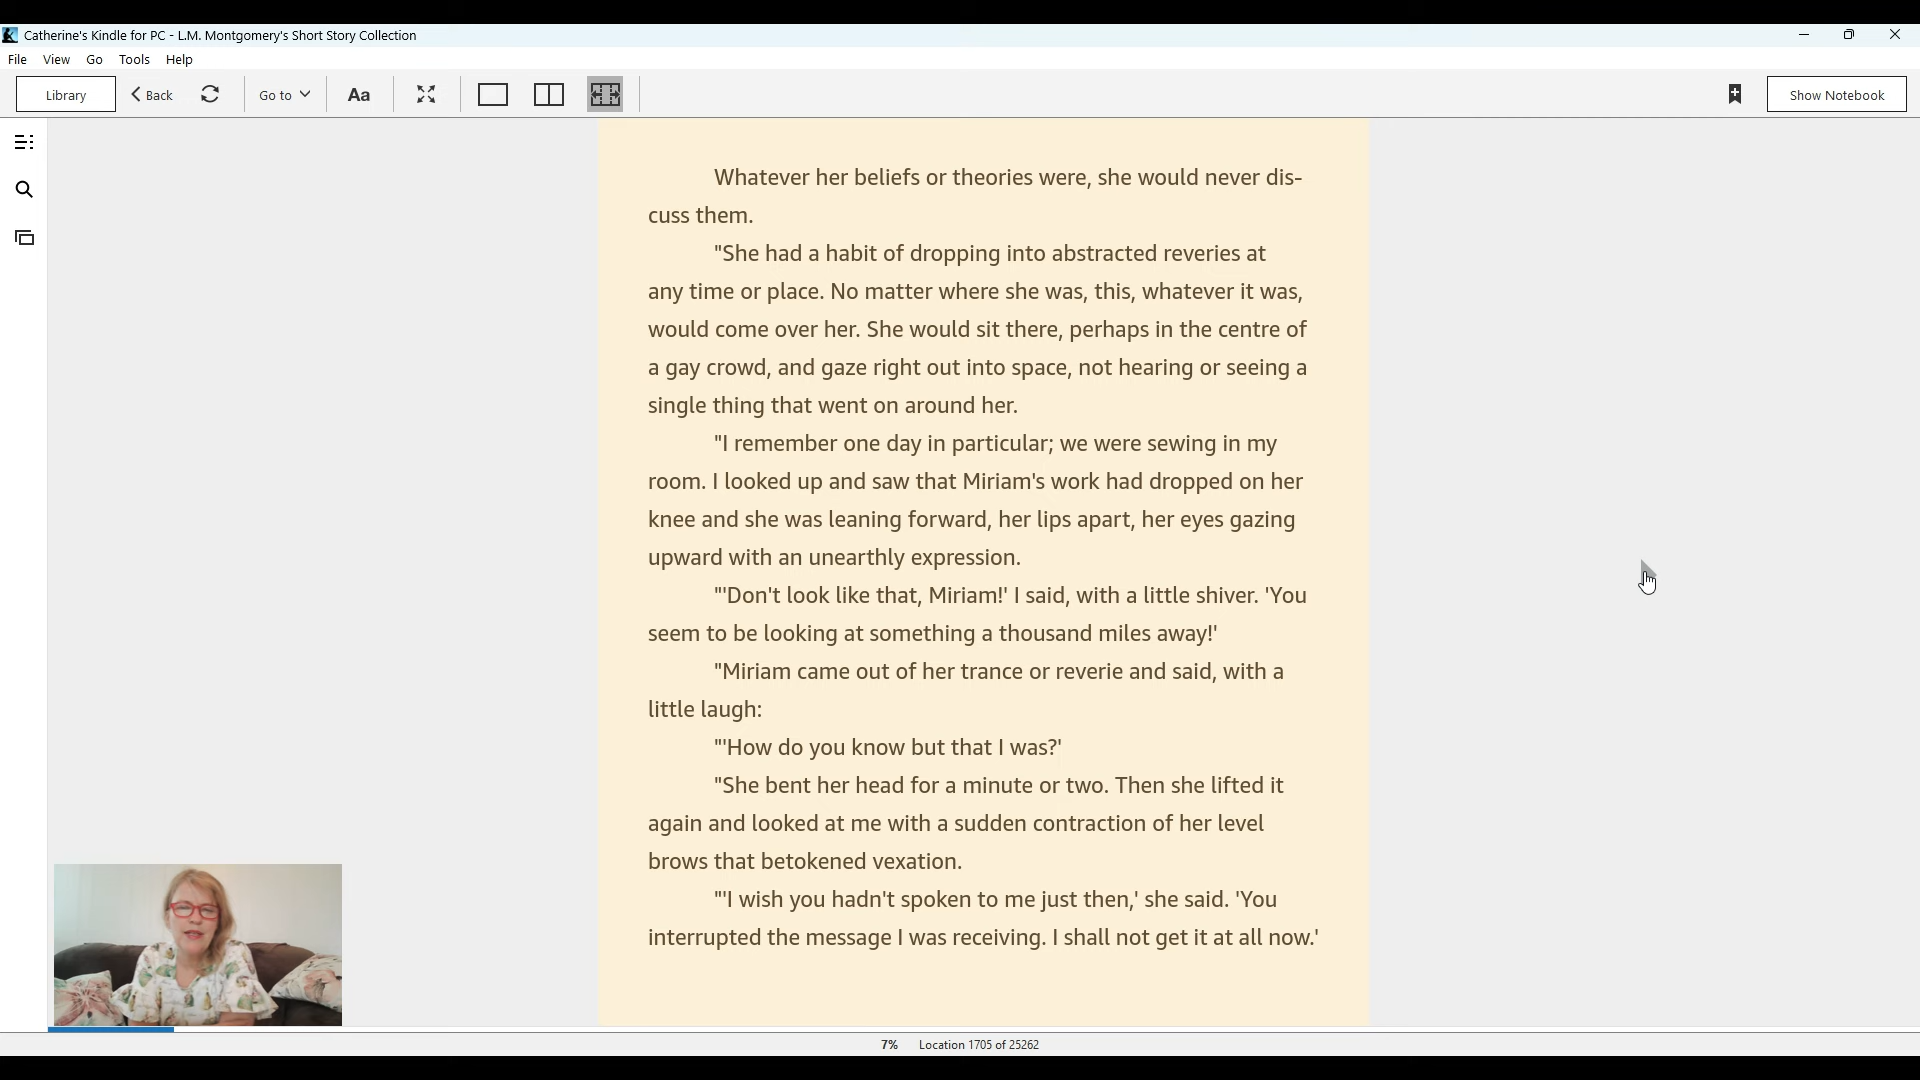 Catherine's Kindle for PC - L.M. Montgomery's Short Story Collection
File View Go Tools Help
Library Back Go to Aa Show Notebook
Whatever her beliefs or theories were, she would never dis-
cuss them.
"She had a habit of dropping into abstracted reveries at
any time or place. No matter where she was, this, whatever it was,
would come over her. She would sit there, perhaps in the centre of
a gay crowd, and gaze right out into space, not hearing or seeing a
single thing that went on around her.
"I remember one day in particular; we were sewing in my
room. I looked up and saw that Miriam's work had dropped on her
knee and she was leaning forward, her lips apart, her eyes gazing
upward with an unearthly expression.
"'Don't look like that, Miriam!' I said, with a little shiver. 'You
seem to be looking at something a thousand miles away!'
"Miriam came out of her trance or reverie and said, with a
little laugh:
"'How do you know but that I was?'
"She bent her head for a minute or two. Then she lifted it
again and looked at me with a sudden contraction of her level
brows that betokened vexation.
"'I wish you hadn't spoken to me just then,' she said. 'You
interrupted the message I was receiving. I shall not get it at all now.'
7% Location 1705 of 25262